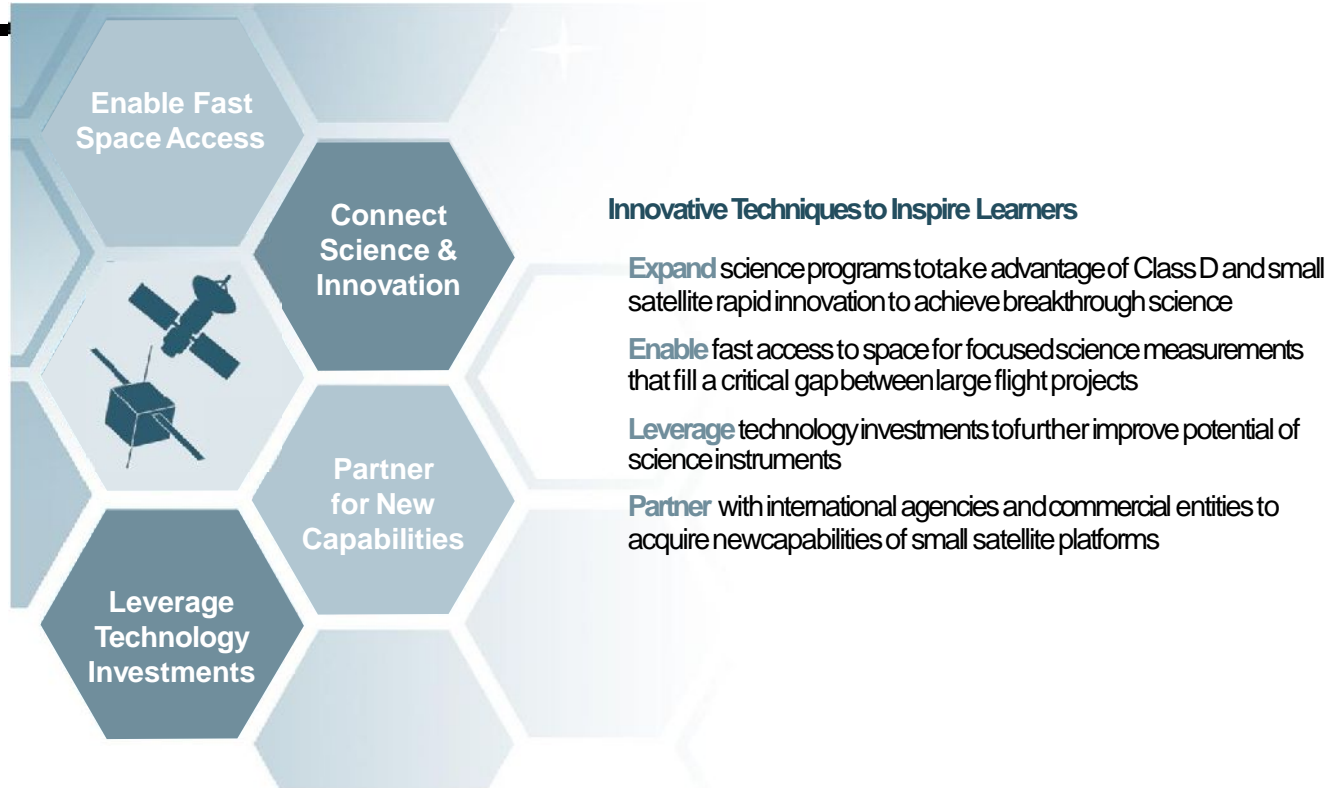 Enable Fast
Space Access
Connect
Science &
Innovation
Partner
for New
Capabilities
Leverage
Technology
Investments
Innovative Techniques to Inspire Learners
Expand science programs to take advantage of Class D and small
satellite rapid innovation to achieve breakthrough science
Enable fast access to space for focused science measurements
that fill a critical gap between large flight projects
Leverage technology investments to further improve potential of
science instruments
Partner with international agencies and commercial entities to
acquire new capabilities of small satellite platforms